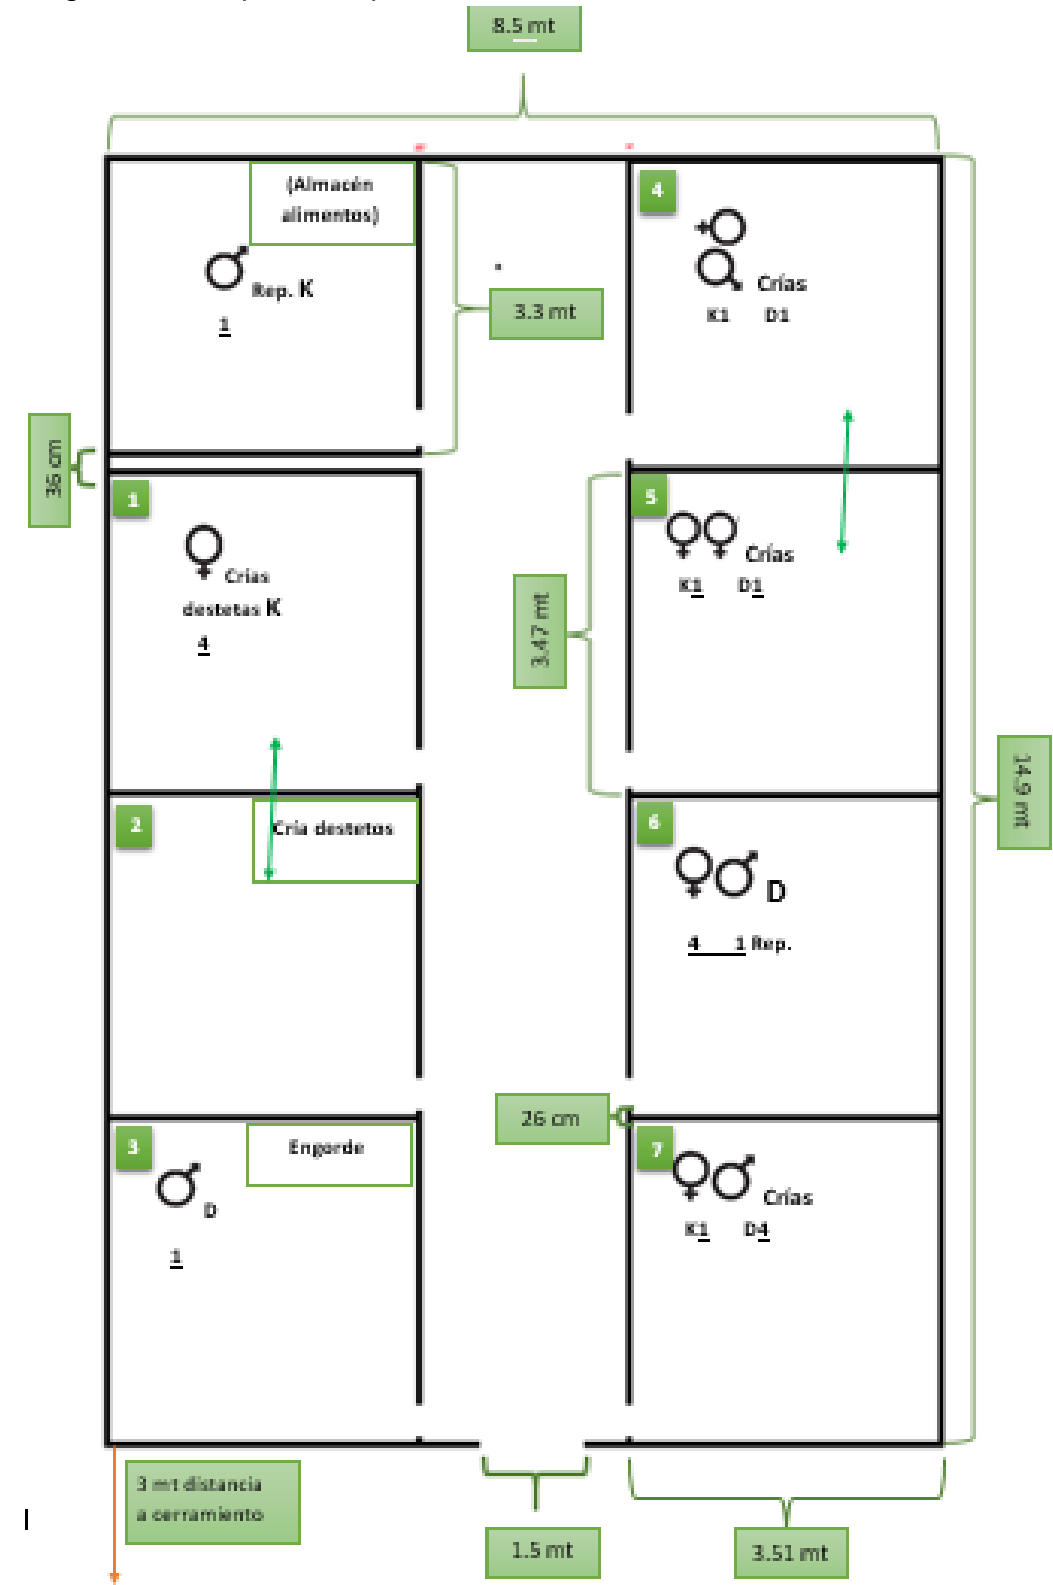 8.5 mt
(Almacén
alimentos)
Rep. K
1
3.3 mt
4
Crías
K1 D1
36 cm
1
Crías
destetas K
4
5
Crías
K1 D1
3.47 mt
14.9 mt
2
Cría destetos
6
D
4 1 Rep.
26 cm
3
Engorde
D
1
7
Crías
K1 D4
3 mt distancia
a cerramiento
1.5 mt
3.51 mt